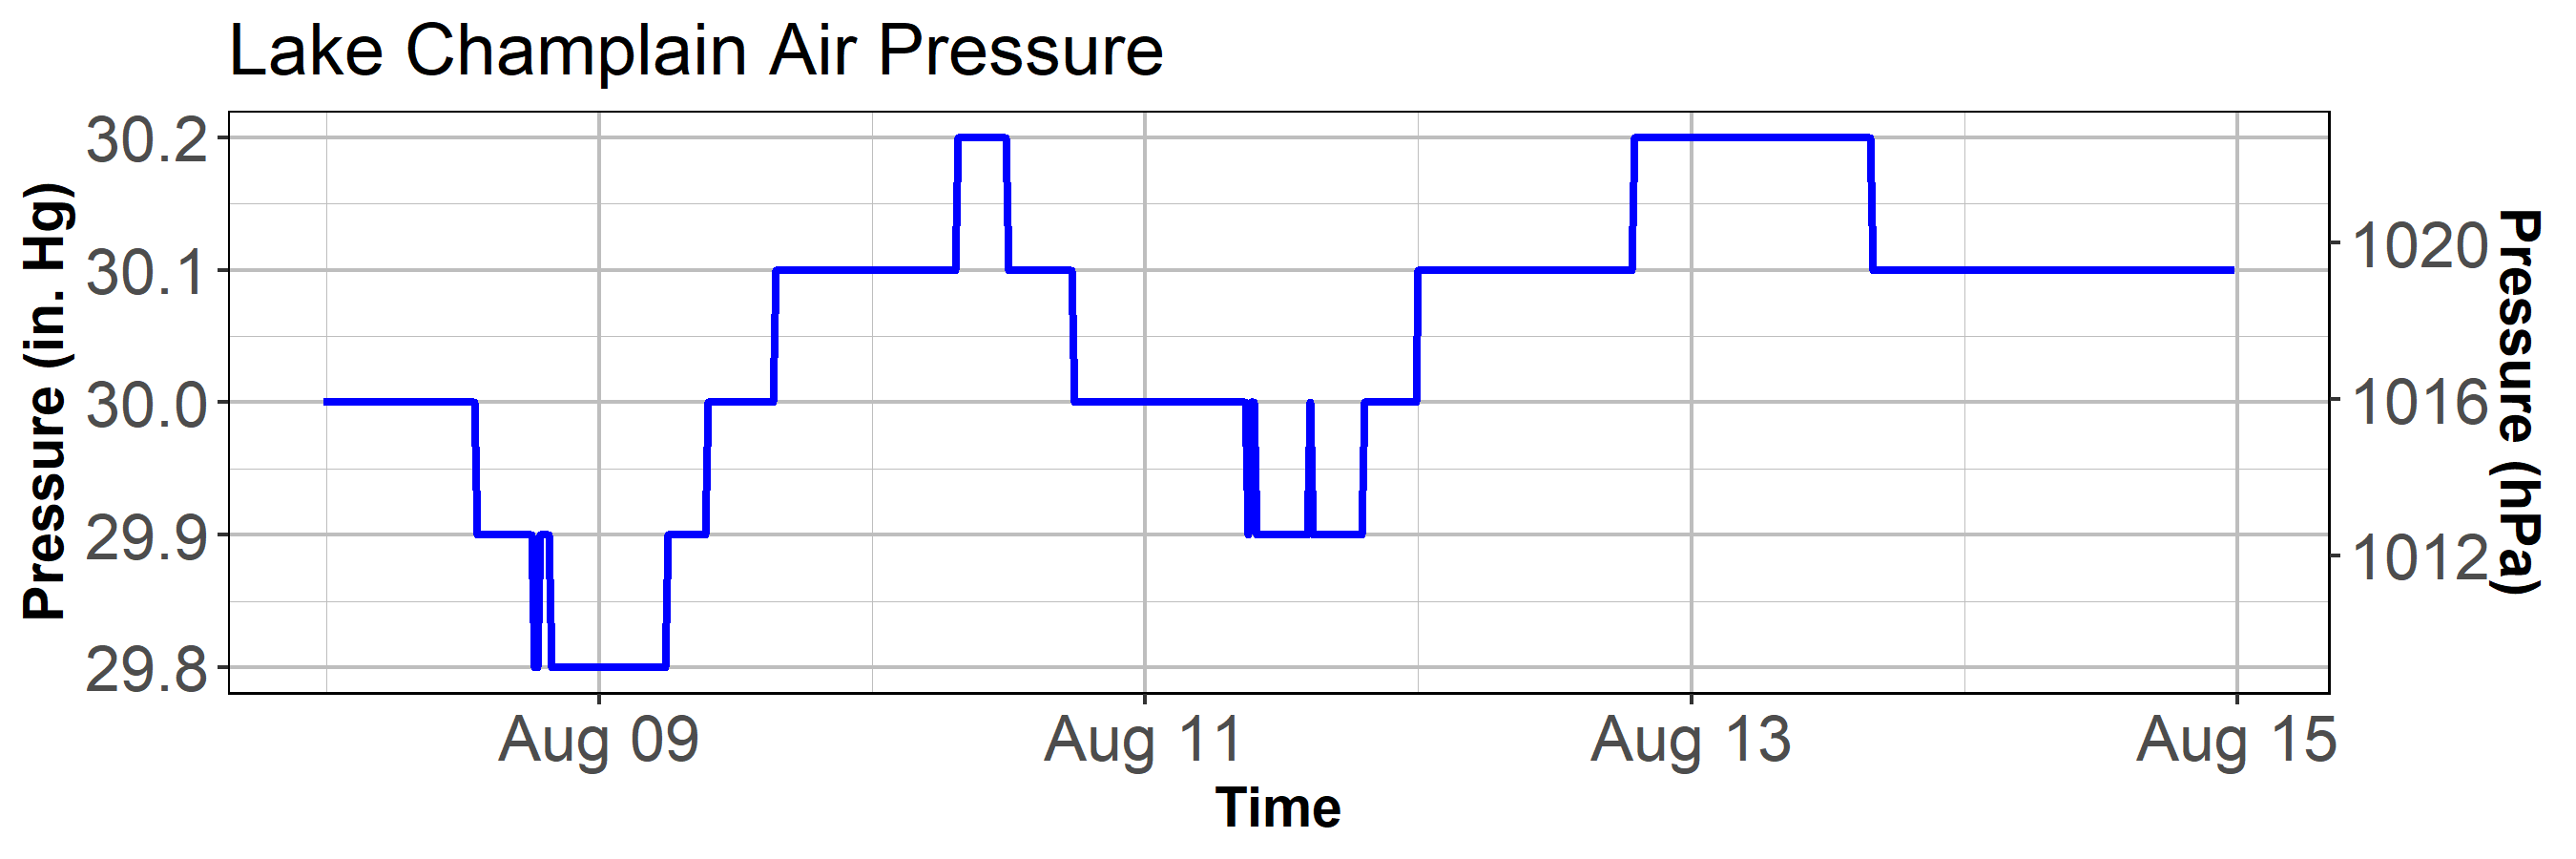 Lake Champlain Air Pressure
Pressure (in. Hg)
30.2
30.1
30.0
29.9
29.8
1020
1016
1012
Pressure (hPa)
Aug 09
Aug 11
Aug 13
Aug 15
Time